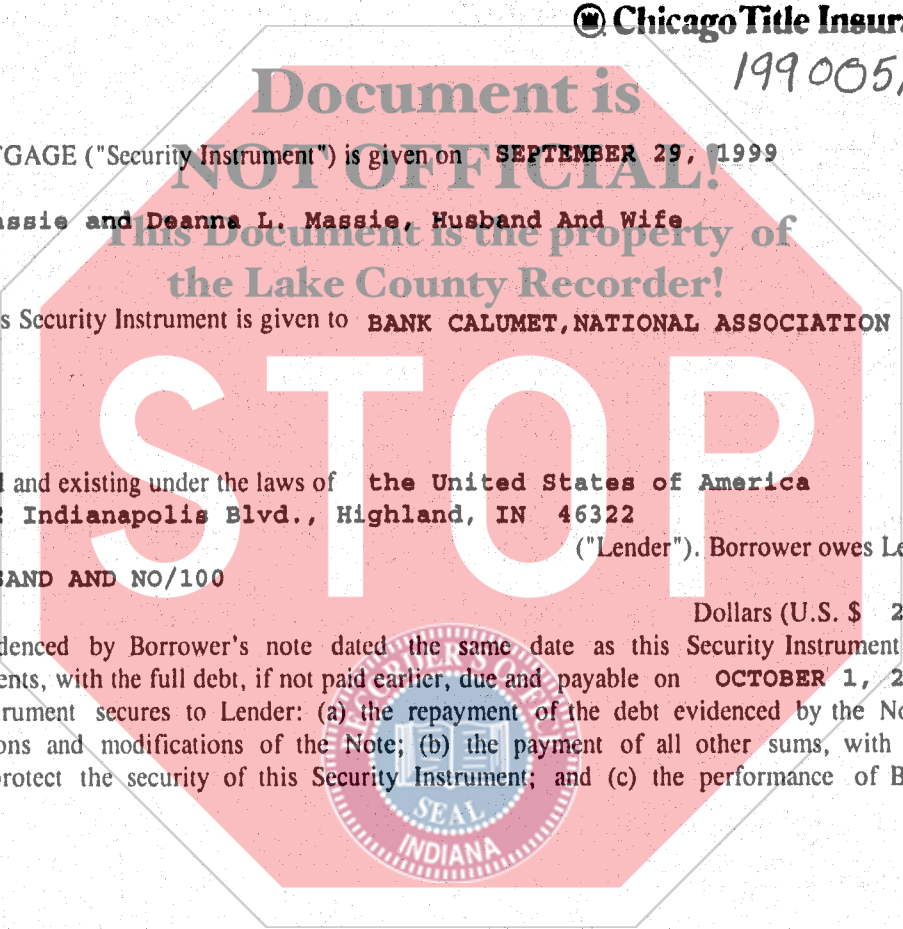 Chicago Title Insur
199005
Document is
TGAGE ("Security Instrument") is given on SEPTEMBER 29, 1999
NOT OFFICIAL!
assie and Deanna L. Massie, Husband And Wife
This Document is the property of
the Lake County Recorder!
s Security Instrument is given to BANK CALUMET,NATIONAL ASSOCIATION
STOP
and existing under the laws of the United States of America
Indianapolis Blvd., Highland, IN 46322
("Lender"). Borrower owes Le
SAND AND NO/100
Dollars (U.S. $ 2
denced by Borrower's note dated the same date as this Security Instrument
ents, with the full debt, if not paid earlier, due and payable on OCTOBER 1, 2
rument secures to Lender: (a) the repayment of the debt evidenced by the No
ons and modifications of the Note; (b) the payment of all other sums, with
protect the security of this Security Instrument; and (c) the performance of B
RECORDER'S OF
SEAL
INDIANA